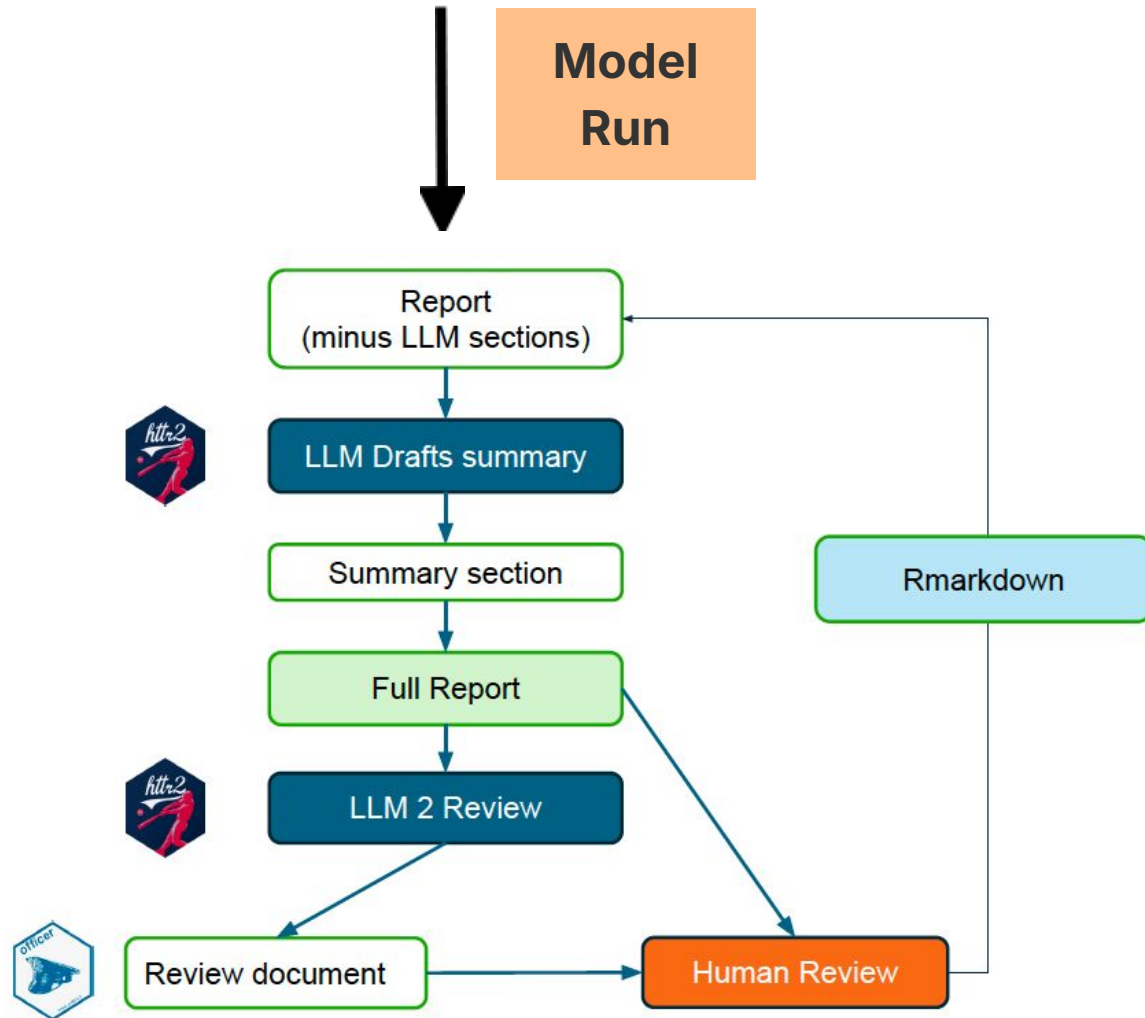 Model
Run
Report
(minus LLM sections)
httr2
LLM Drafts summary
Summary section
Rmarkdown
Full Report
httr2
LLM 2 Review
officer
Review document
Human Review